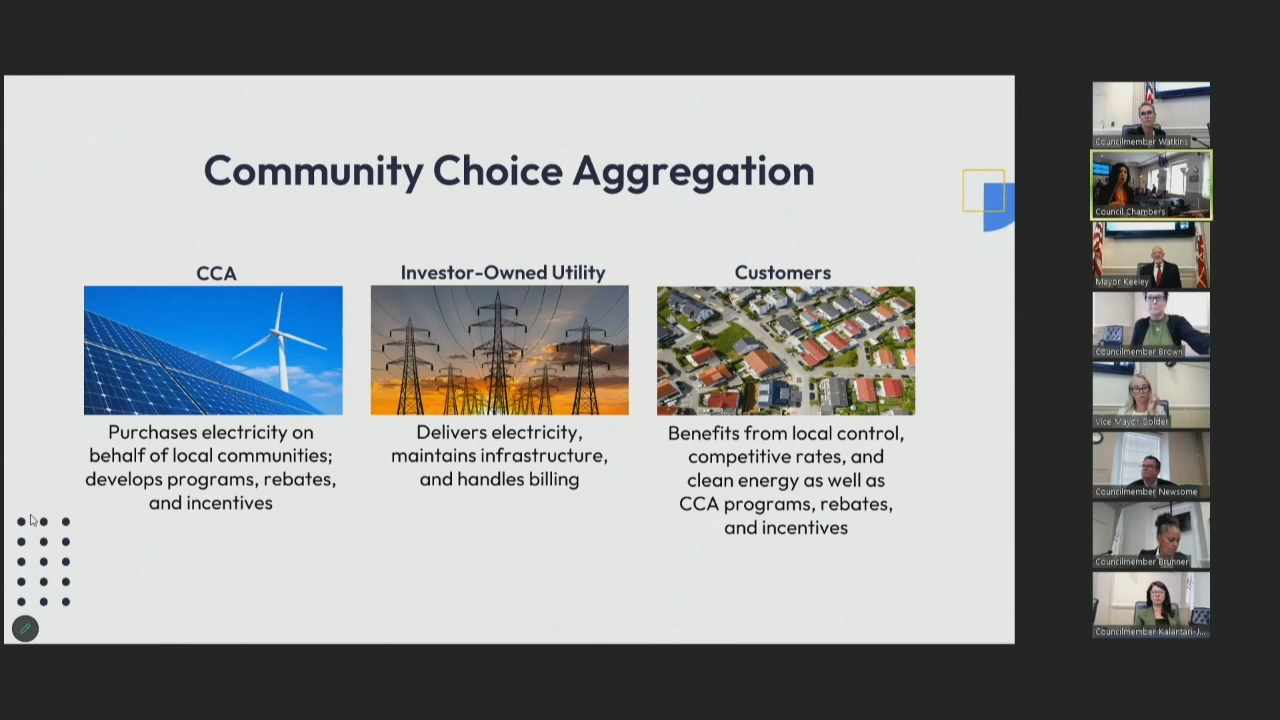 Community Choice Aggregation
CCA
Purchases electricity on
behalf of local communities;
develops programs, rebates,
and incentives
Investor-Owned Utility
Delivers electricity,
maintains infrastructure,
and handles billing
Customers
Benefits from local control,
competitive rates, and
clean energy as well as
CCA programs, rebates,
and incentives
Councilmember Watkins
Council Chambers
Mayor Keeley
Councilmember Brown
Vice Mayor Golder
Councilmember Newsome
Councilmember Brunner
Councilmember Kalantari-J...